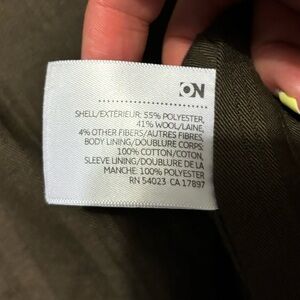 ON
SHELL/EXTÉRIEUR: 55% POLYESTER,
41% WOOL/LAINE,
4% OTHER FIBERS/AUTRES FIBRES,
BODY LINING/DOUBLURE CORPS:
100% COTTON/COTON,
SLEEVE LINING/DOUBLURE DE LA
MANCHE: 100% POLYESTER
RN 54023 CA 17897